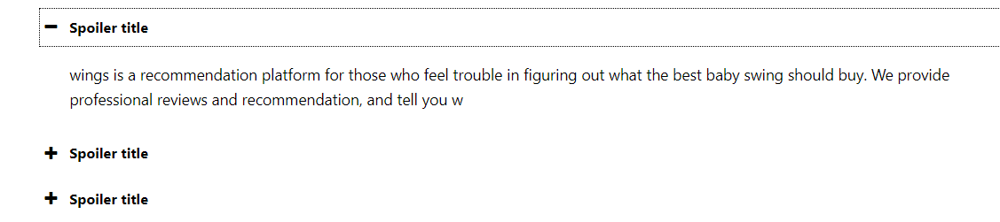 Spoiler title
wings is a recommendation platform for those who feel trouble in figuring out what the best baby swing should buy. We provide
professional reviews and recommendation, and tell you w
Spoiler title
Spoiler title